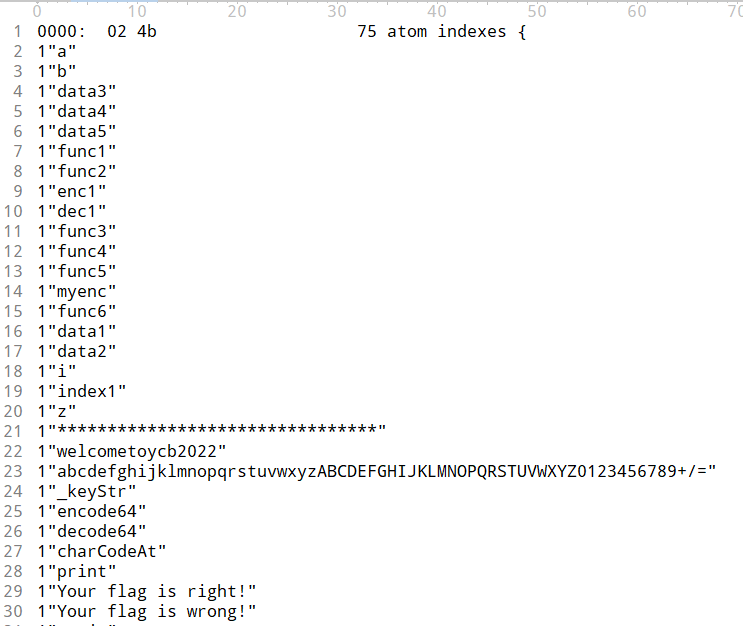 0 10 20 30 40 50 60 70
1 0000:  02 4b                    75 atom indexes {
2 1"a"
3 1"b"
4 1"data3"
5 1"data4"
6 1"data5"
7 1"func1"
8 1"func2"
9 1"enc1"
10 1"dec1"
11 1"func3"
12 1"func4"
13 1"func5"
14 1"myenc"
15 1"func6"
16 1"data1"
17 1"data2"
18 1"i"
19 1"index1"
20 1"z"
21 1"********************************"
22 1"welcometoycb2022"
23 1"abcdefghijklmnopqrstuvwxyzABCDEFGHIJKLMNOPQRSTUVWXYZ0123456789+/="
24 1"_keyStr"
25 1"encode64"
26 1"decode64"
27 1"charCodeAt"
28 1"print"
29 1"Your flag is right!"
30 1"Your flag is wrong!"